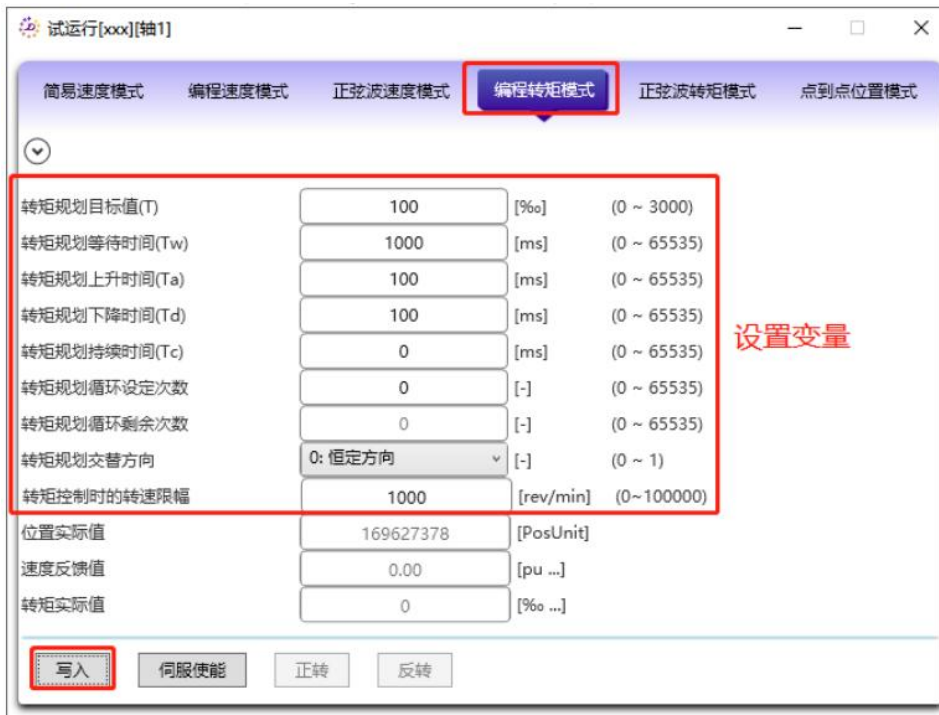 试运行[xxx][轴1]
简易速度模式 编程速度模式 正弦波速度模式 编程转矩模式 正弦波转矩模式 点到点位置模式
转矩规划目标值(T) 100 [‰] (0 ~ 3000)
转矩规划等待时间(Tw) 1000 [ms] (0 ~ 65535)
转矩规划上升时间(Ta) 100 [ms] (0 ~ 65535)
转矩规划下降时间(Td) 100 [ms] (0 ~ 65535)
转矩规划持续时间(Tc) 0 [ms] (0 ~ 65535)
设置变量
转矩规划循环设定次数 0 [-] (0 ~ 65535)
转矩规划循环剩余次数 0 [-] (0 ~ 65535)
转矩规划交替方向 0: 恒定方向 [-] (0 ~ 1)
转矩控制时的转速限幅 1000 [rev/min] (0~100000)
位置实际值 169627378 [PosUnit]
速度反馈值 0.00 [pu ...]
转矩实际值 0 [‰ ...]
写入 伺服使能 正转 反转